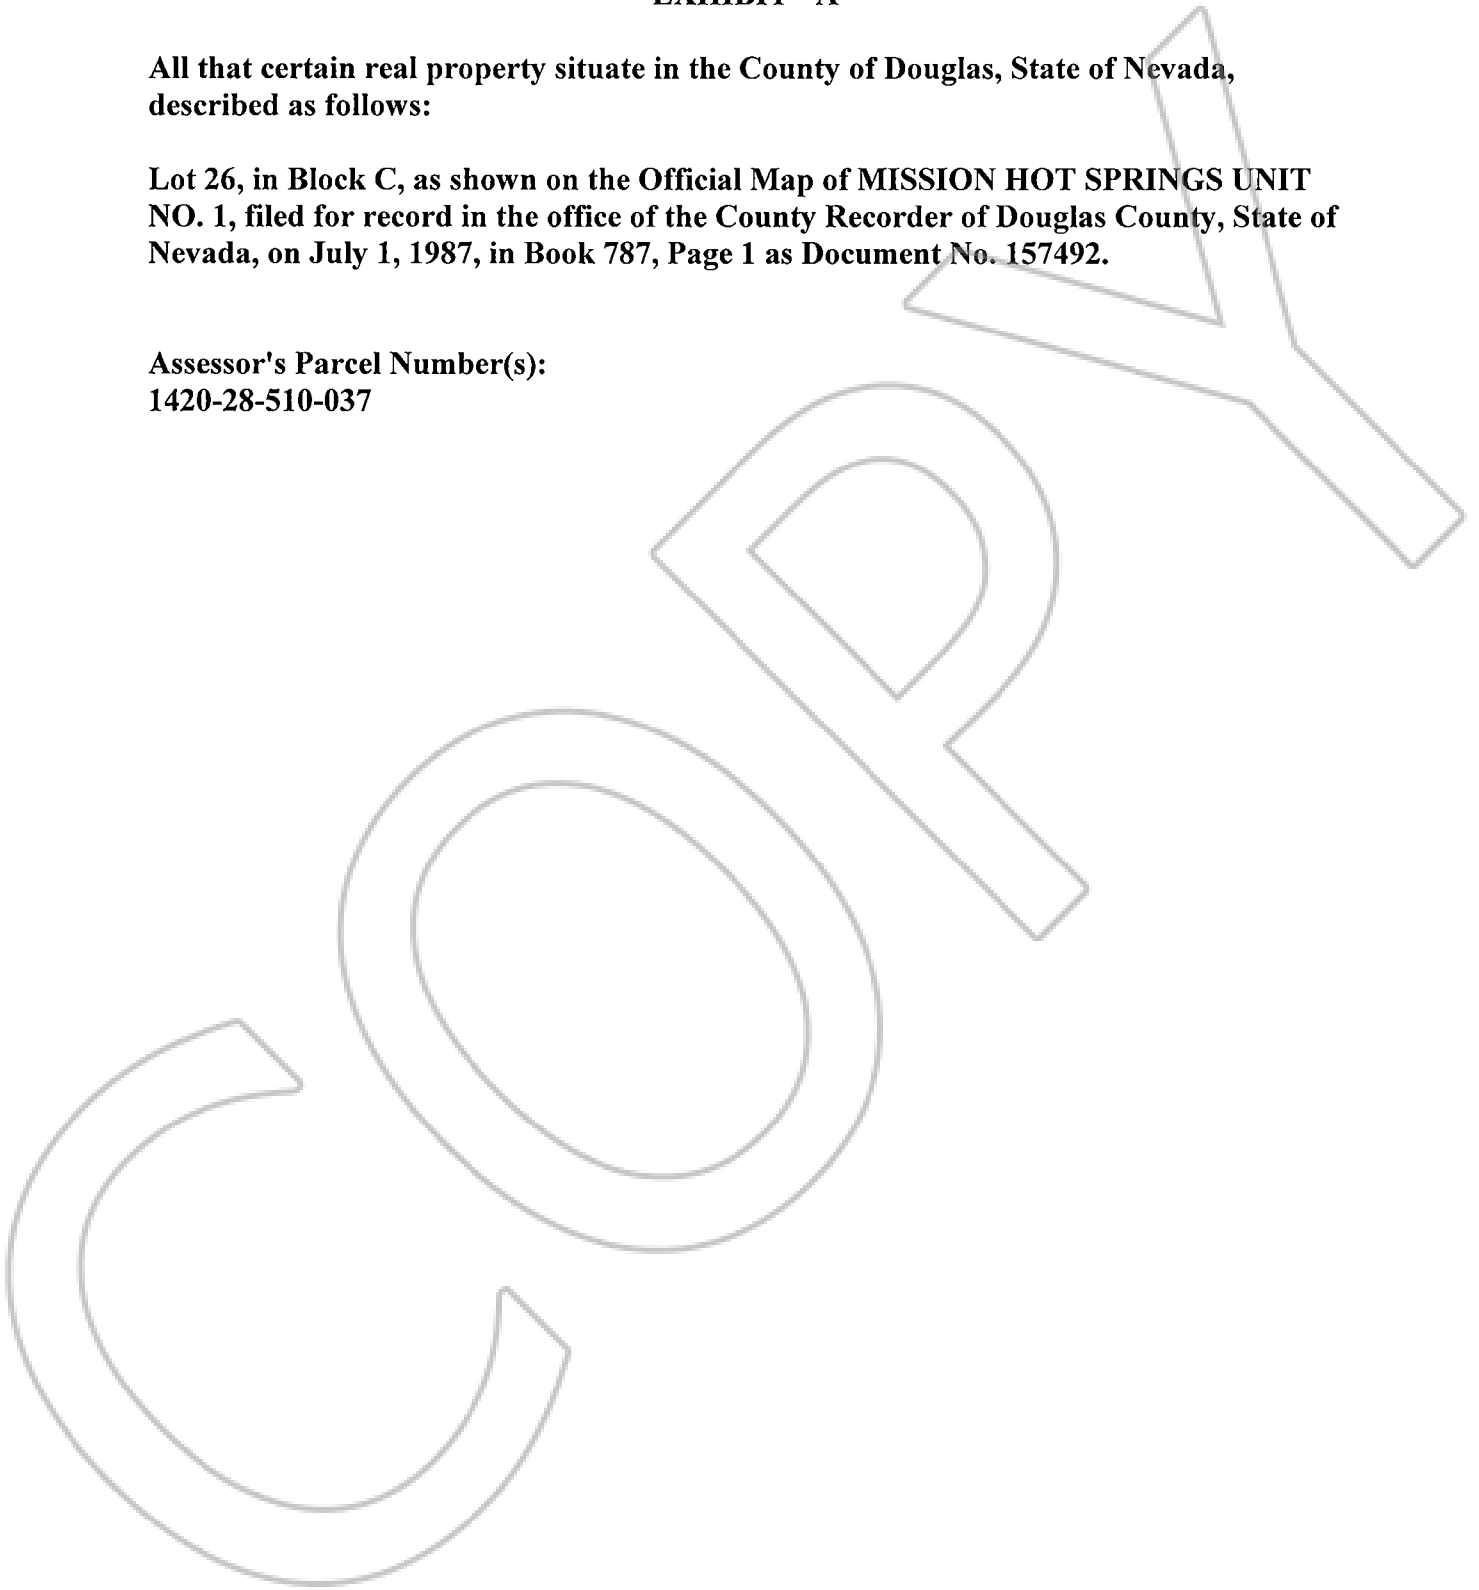 EXHIBIT "A"
All that certain real property situate in the County of Douglas, State of Nevada,
described as follows:
Lot 26, in Block C, as shown on the Official Map of MISSION HOT SPRINGS UNIT
NO. 1, filed for record in the office of the County Recorder of Douglas County, State of
Nevada, on July 1, 1987, in Book 787, Page 1 as Document No. 157492.
Assessor's Parcel Number(s):
1420-28-510-037
COPY